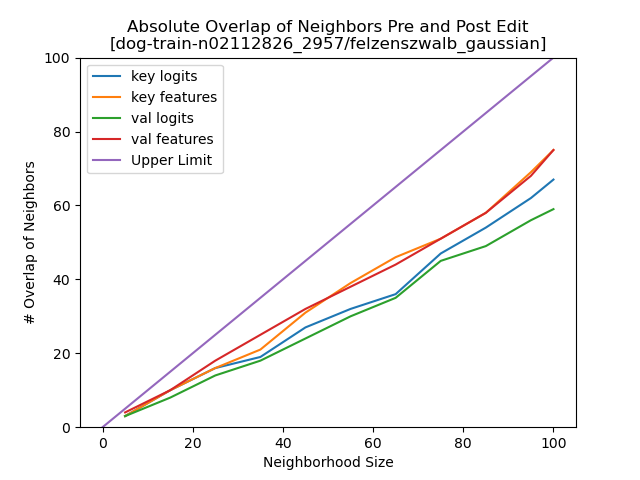 Absolute Overlap of Neighbors Pre and Post Edit
[dog-train-n02112826_2957/felzenszwalb_gaussian]
key logits
key features
val logits
val features
Upper Limit
# Overlap of Neighbors
100
80
60
40
20
0
0 20 40 60 80 100
Neighborhood Size